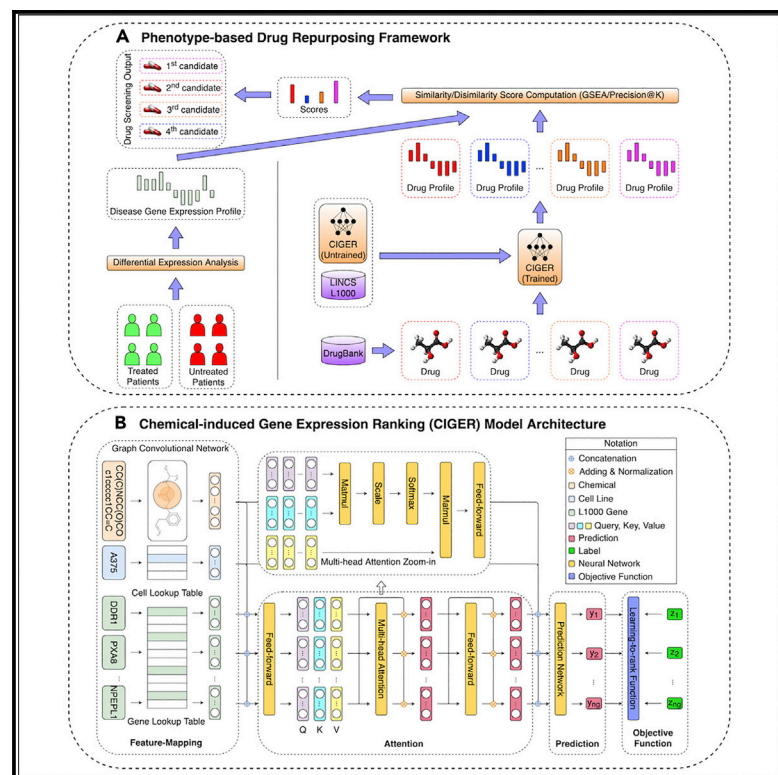 A Phenotype-based Drug Repurposing Framework
Drug Screening Output
1st candidate
2nd candidate
3rd candidate
4th candidate
Scores
Similarity/Disimilarity Score Computation (GSEA/Precision@K)
Drug Profile
Drug Profile
...
Drug Profile
Drug Profile
Disease Gene Expression Profile
Differential Expression Analysis
Treated
Patients
Untreated
Patients
CIGER
(Untrained)
LINCS
L1000
CIGER
(Trained)
DrugBank
Drug
Drug
...
Drug
Drug
B Chemical-induced Gene Expression Ranking (CIGER) Model Architecture
Graph Convolutional Network
CC(C)NCC(O)CO
c1ccccc1CC=C
A375
Cell Lookup Table
DDR1
PXA8
...
NPEPL1
Gene Lookup Table
Feature-Mapping
Matmul
Scale
Softmax
Matmul
Feed-forward
Multi-head Attention Zoom-in
Feed-forward
Q K V
Multi-head Attention
Feed-forward
Attention
Notation
Concatenation
Adding & Normalization
Chemical
Cell Line
L1000 Gene
Query, Key, Value
Prediction
Label
Neural Network
Objective Function
Prediction Network
y1
y2
...
yng
Prediction
Learning-to-rank Function
z1
z2
...
zng
Objective
Function